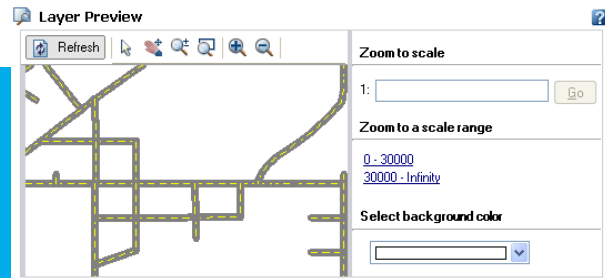 Layer Preview
?
Refresh
Zoom to scale
1:
Go
Zoom to a scale range
0 - 30000
30000 - Infinity
Select background color